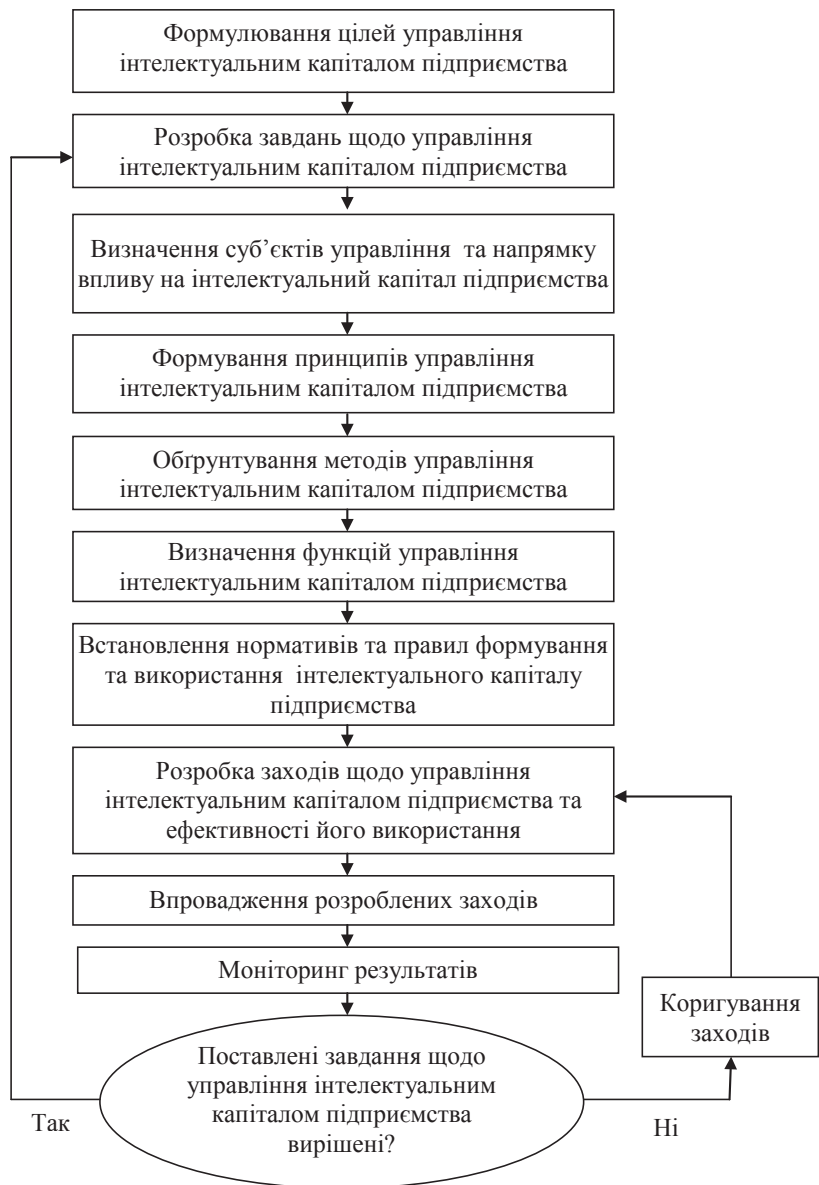 Формулювання цілей управління
інтелектуальним капіталом підприємства
Розробка завдань щодо управління
інтелектуальним капіталом підприємства
Визначення суб’єктів управління та напрямку
впливу на інтелектуальний капітал підприємства
Формування принципів управління
інтелектуальним капіталом підприємства
Обґрунтування методів управління
інтелектуальним капіталом підприємства
Визначення функцій управління
інтелектуальним капіталом підприємства
Встановлення нормативів та правил формування
та використання інтелектуального капіталу
підприємства
Розробка заходів щодо управління
інтелектуальним капіталом підприємства та
ефективності його використання
Впровадження розроблених заходів
Моніторинг результатів
Коригування
заходів
Поставлені завдання щодо
управління інтелектуальним
капіталом підприємства
вирішені?
Так
Ні